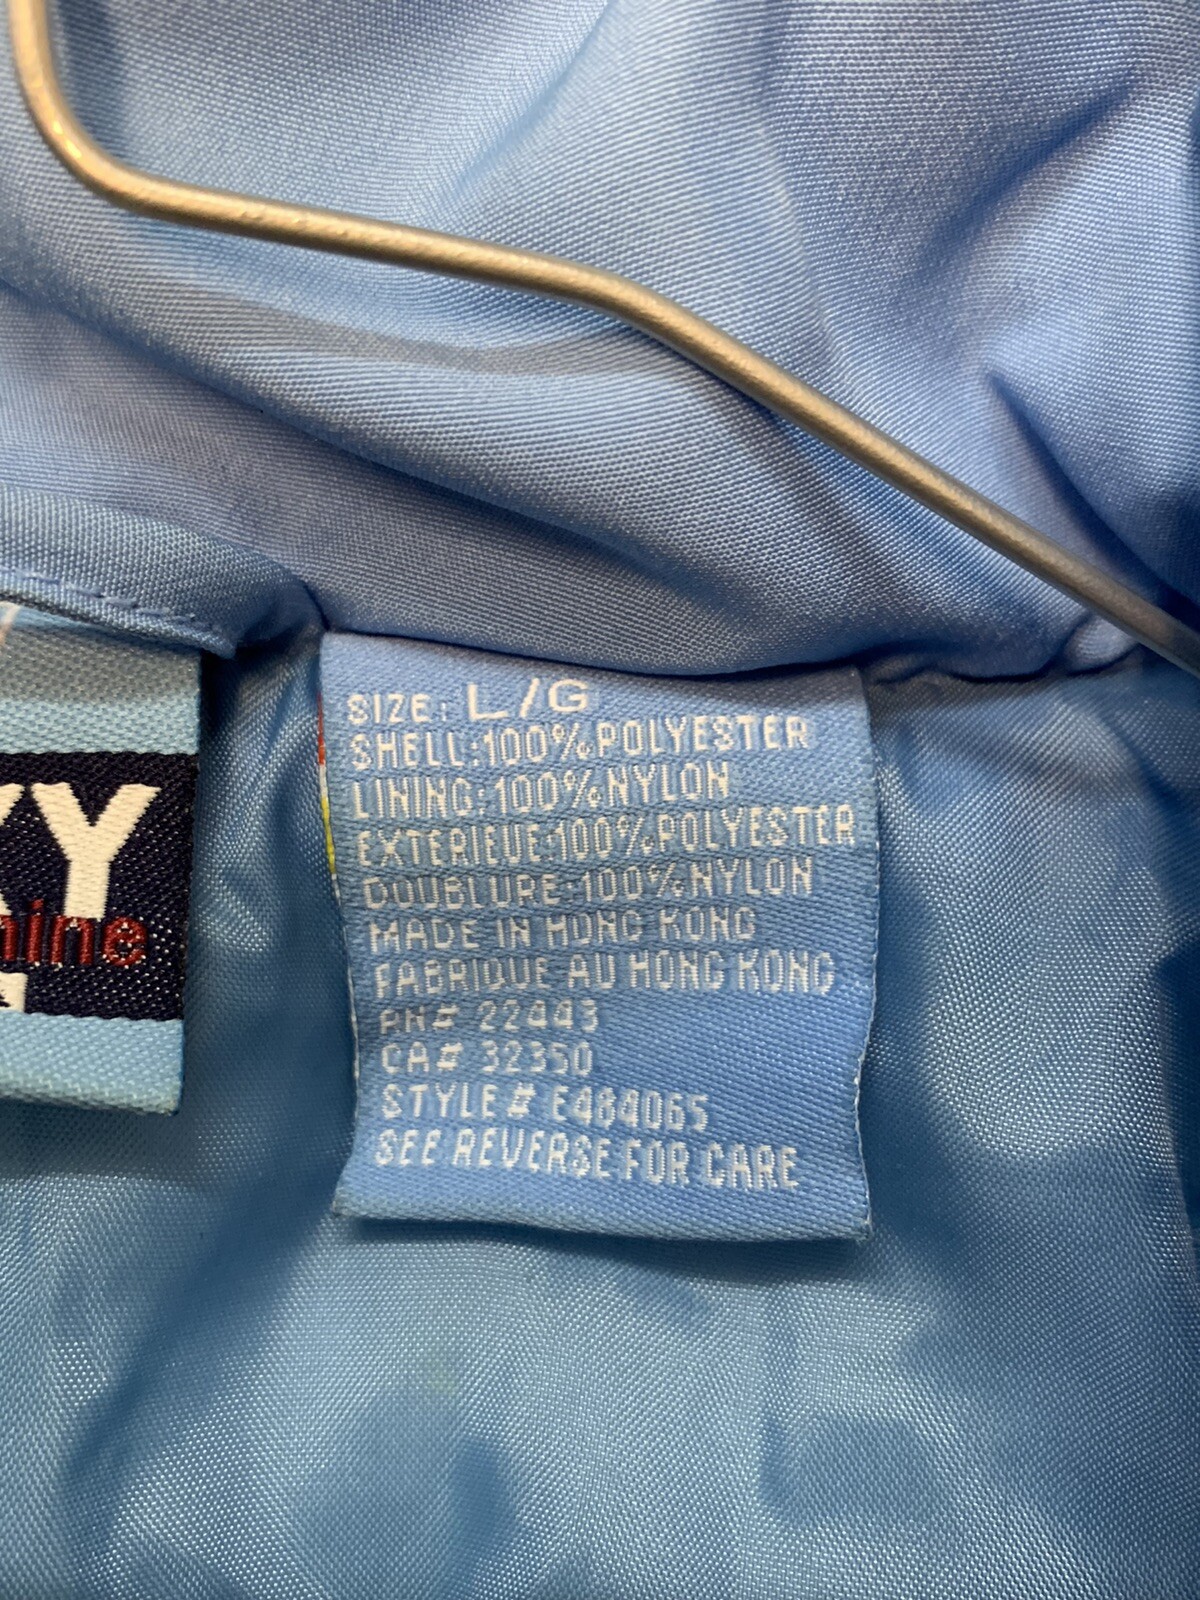 KY
nine
SIZE: L/G
SHELL:100%POLYESTER
LINING:100%NYLON
EXTERIEUE:100%POLYESTER
DOUBLURE:100%NYLON
MADE IN HONG KONG
FABRIQUE AU HONG KONG
RN# 22443
CA# 32350
STYLE# E484065
SEE REVERSE FOR CARE